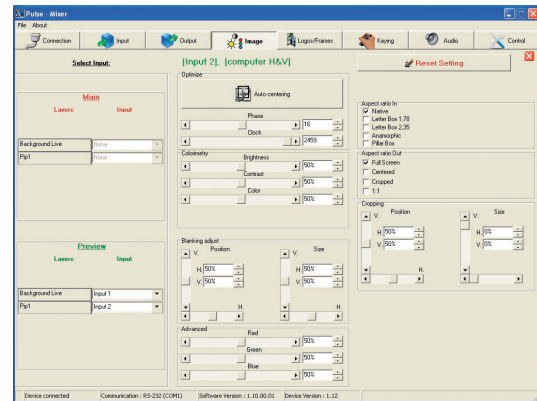 Pulse - Mixer
File About
Connection Input Output Image Logos/Frames Keying Audio Control
Select Input:
Main
Layers: Input
Background Live None
Pip1 None
Preview
Layers: Input
Background Live Input 1
Pip1 Input 2
[Input 2], [computer H&V]
Optimize
Auto centering
Phase
16
Clock
2459
Colorimetry
Brightness
50%
Contrast
50%
Color
50%
Blanking adjust
Position Size
V. V.
H. 50% H. 50%
V. 50% V. 50%
H. H.
Advanced
Red
50%
Green
50%
Blue
50%
Reset Setting
Aspect ratio In
Native
Letter Box 1,78
Letter Box 2,35
Anamorphic
Pillar Box
Aspect ratio Out
Full Screen
Centered
Cropped
1:1
Cropping
Position Size
V. V.
H. 50% H. 0%
V. 50% V. 0%
H. H.
Device connected Communication : RS-232 (COM1) Software Version : 1.10.00.01 Device Version : 1.12